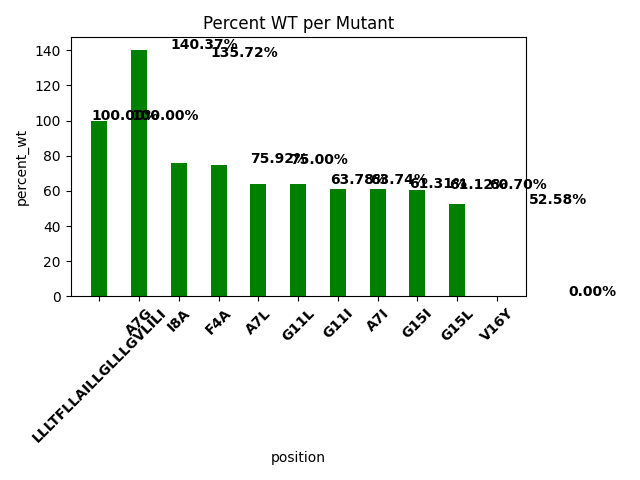 Percent WT per Mutant
percent_wt
140
120
100
80
60
40
20
0
100.00%
100.00%
140.37%
135.72%
75.92%
75.00%
63.78%
63.74%
61.31%
61.12%
60.70%
52.58%
0.00%
LLLTFLLAILLGLLLGVLILI
A7G
I8A
F4A
A7L
G11L
G11I
A7I
G15I
G15L
V16Y
position